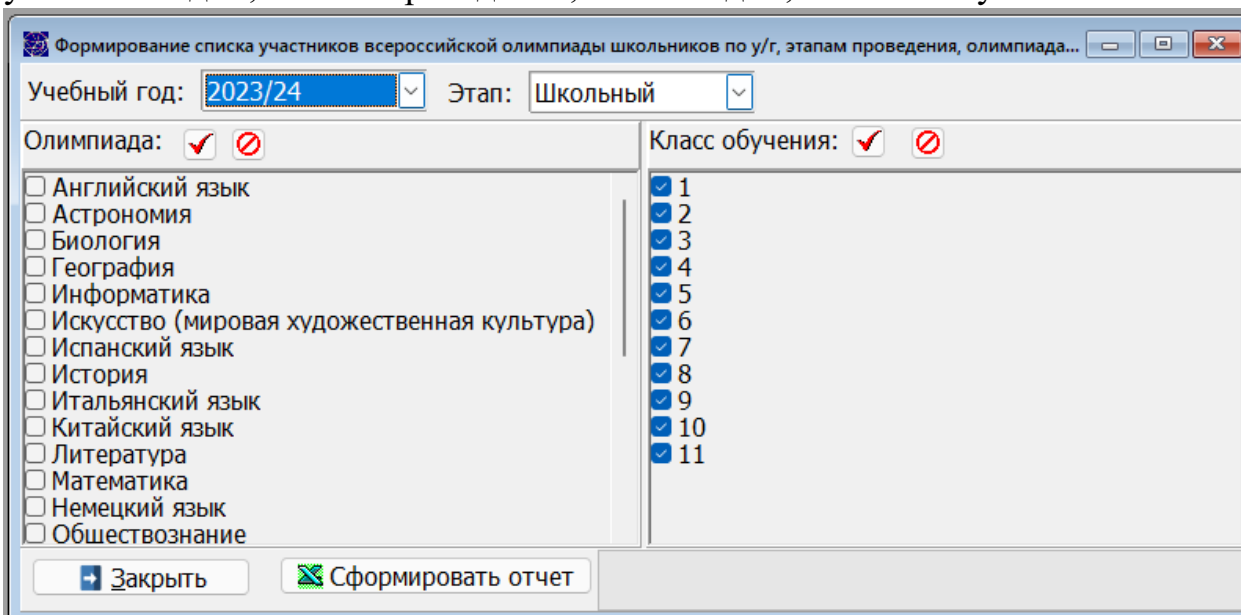 Формирование списка участников всероссийской олимпиады школьников по у/г, этапам проведения, олимпиада...
Учебный год: 2023/24 Этап: Школьный
Олимпиада:
Класс обучения:
Английский язык
Астрономия
Биология
География
Информатика
Искусство (мировая художественная культура)
Испанский язык
История
Итальянский язык
Китайский язык
Литература
Математика
Немецкий язык
Обществознание
1
2
3
4
5
6
7
8
9
10
11
Закрыть
Сформировать отчет